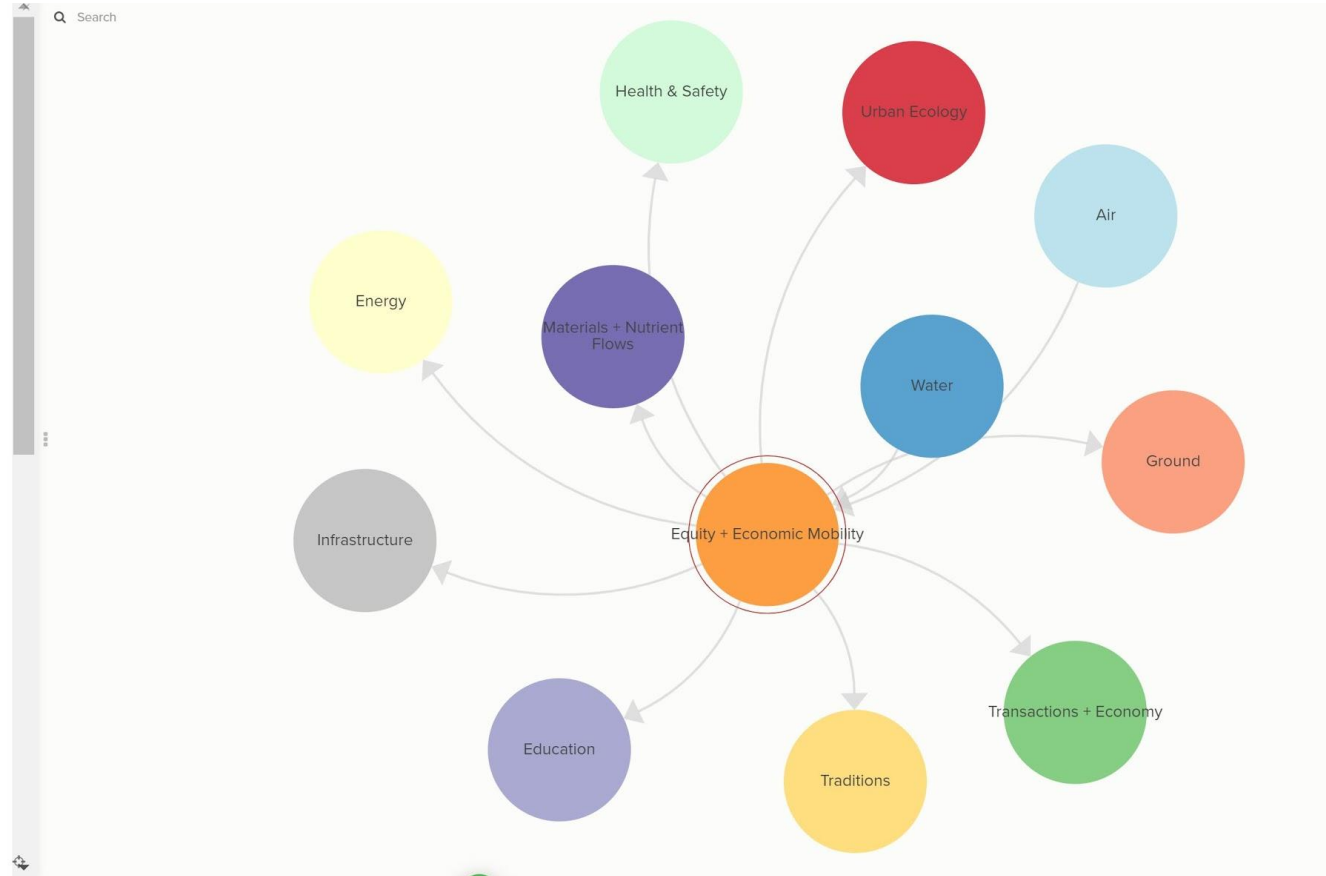 Search
Health & Safety
Urban Ecology
Air
Energy
Materials + Nutrient
Flows
Water
Ground
Infrastructure
Equity + Economic Mobility
Transactions + Economy
Education
Traditions